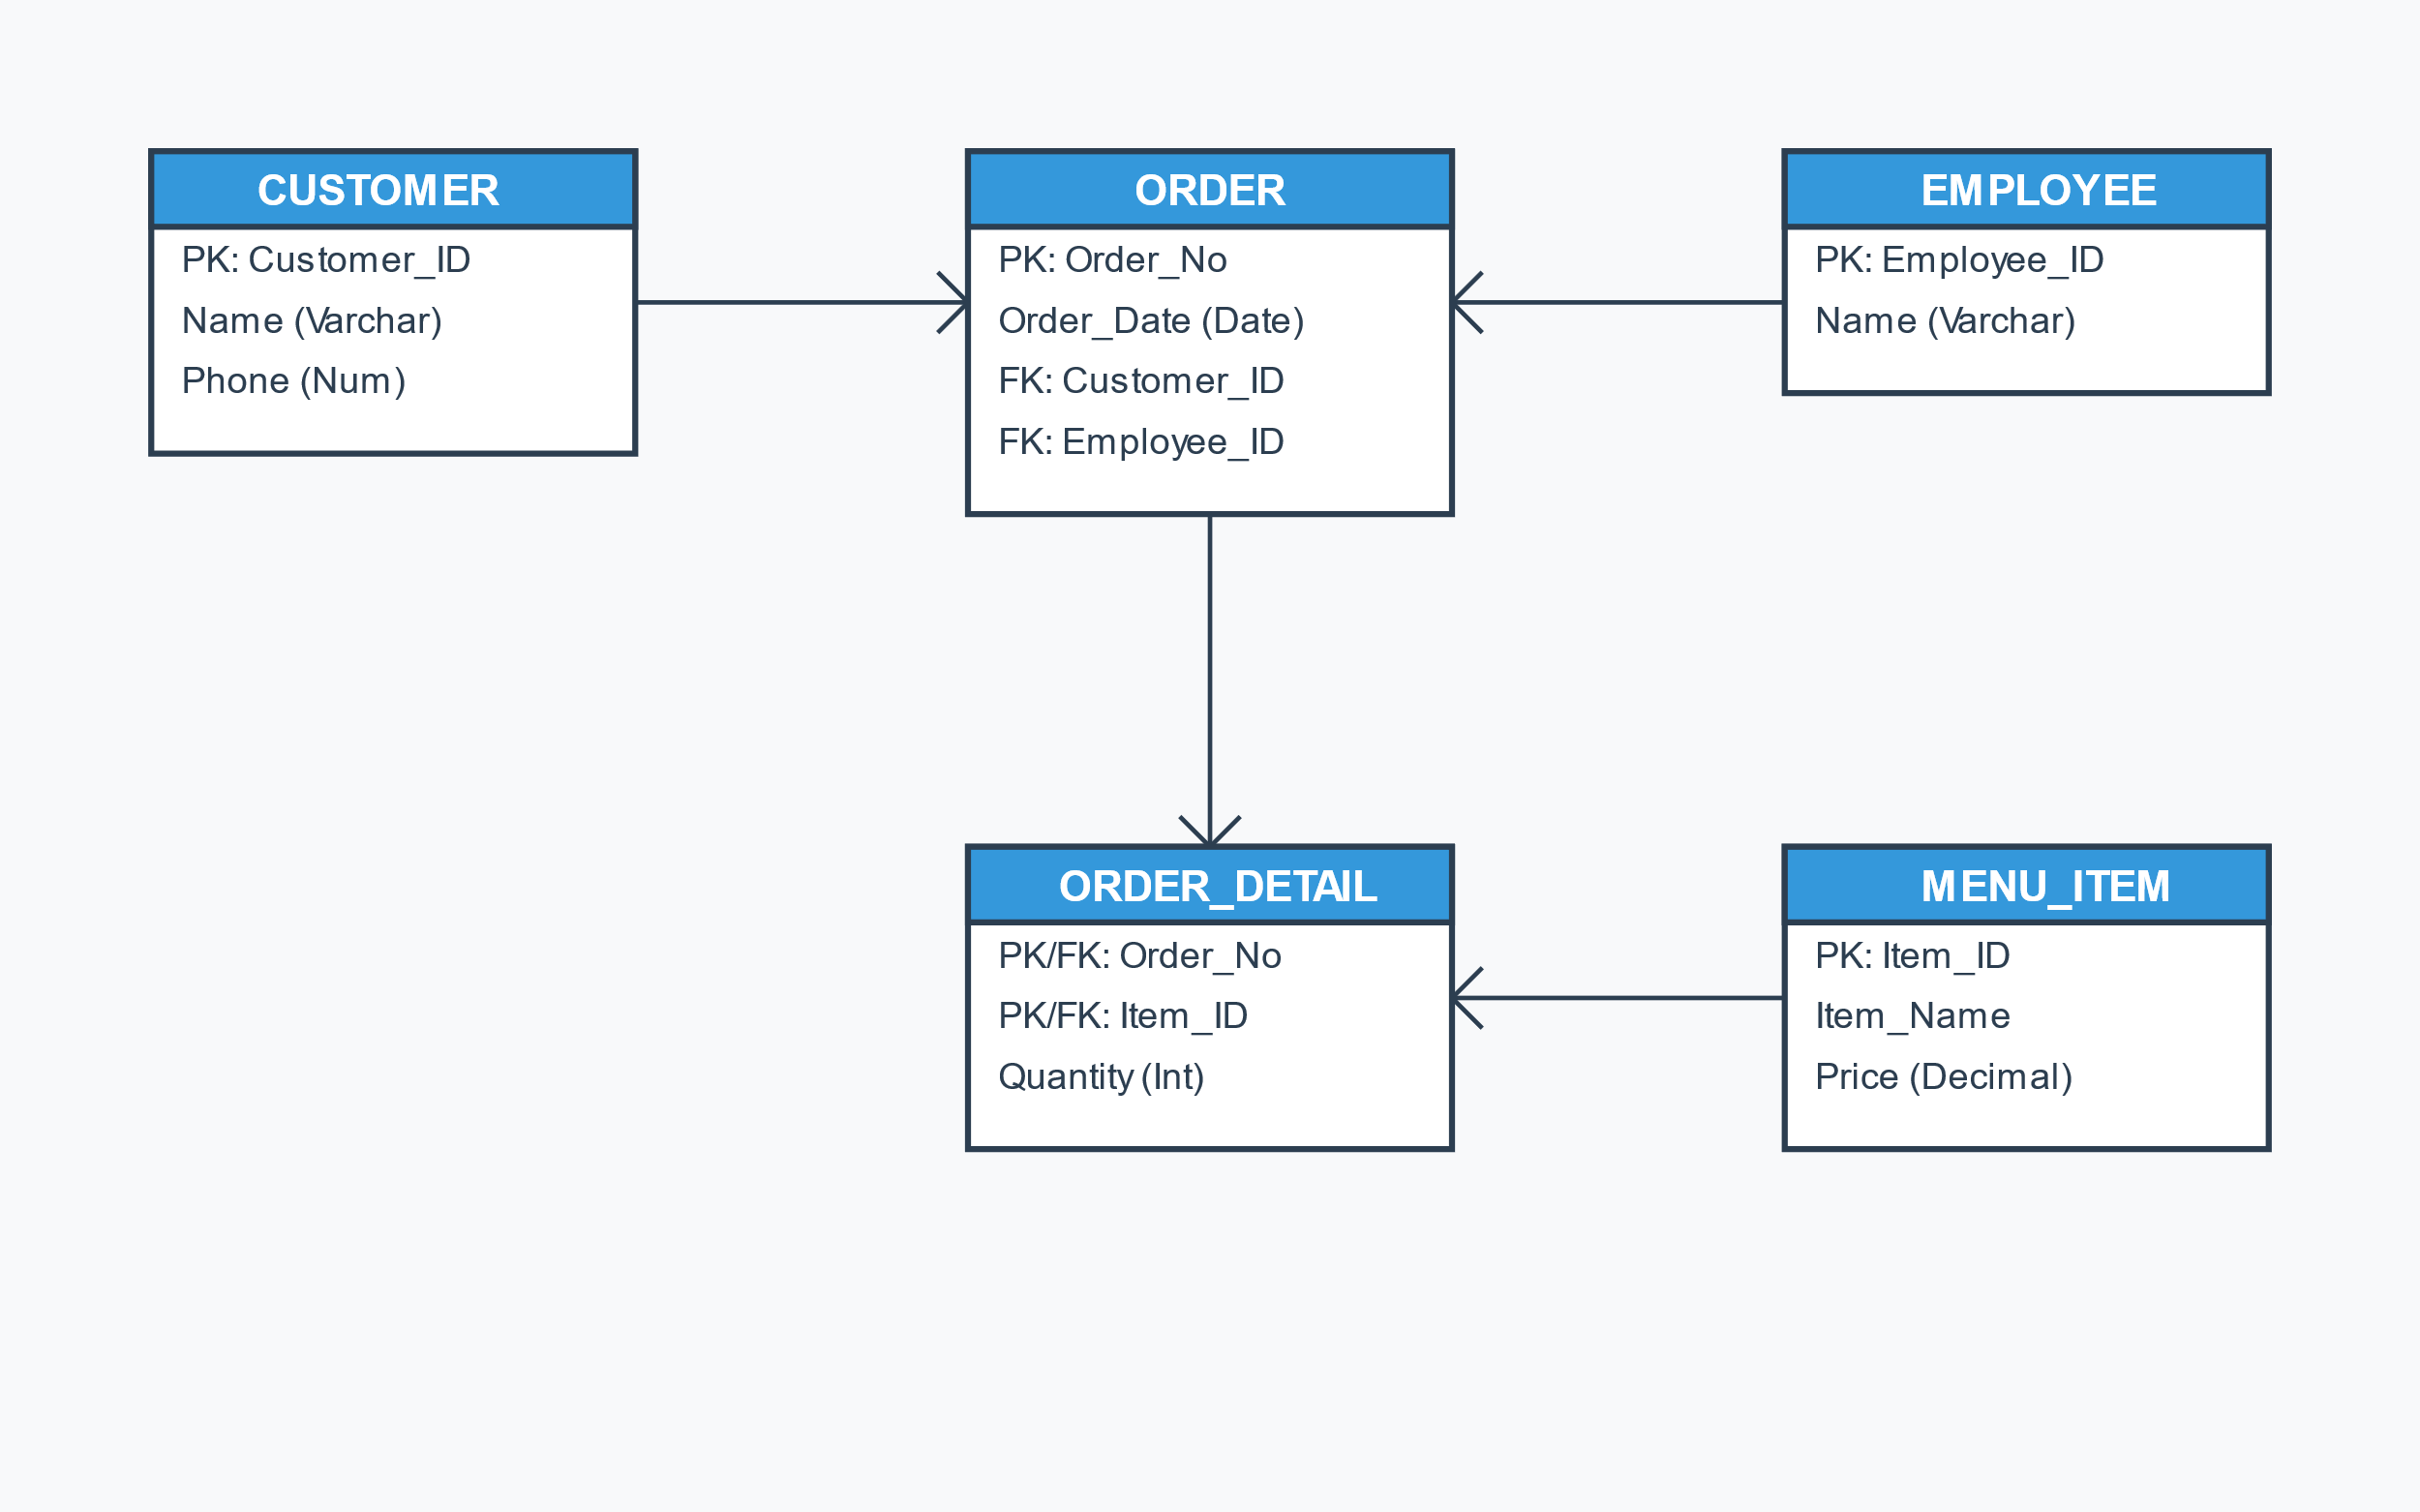 CUSTOMER
PK: Customer_ID
Name (Varchar)
Phone (Num)
ORDER
PK: Order_No
Order_Date (Date)
FK: Customer_ID
FK: Employee_ID
EMPLOYEE
PK: Employee_ID
Name (Varchar)
ORDER_DETAIL
PK/FK: Order_No
PK/FK: Item_ID
Quantity (Int)
MENU_ITEM
PK: Item_ID
Item_Name
Price (Decimal)